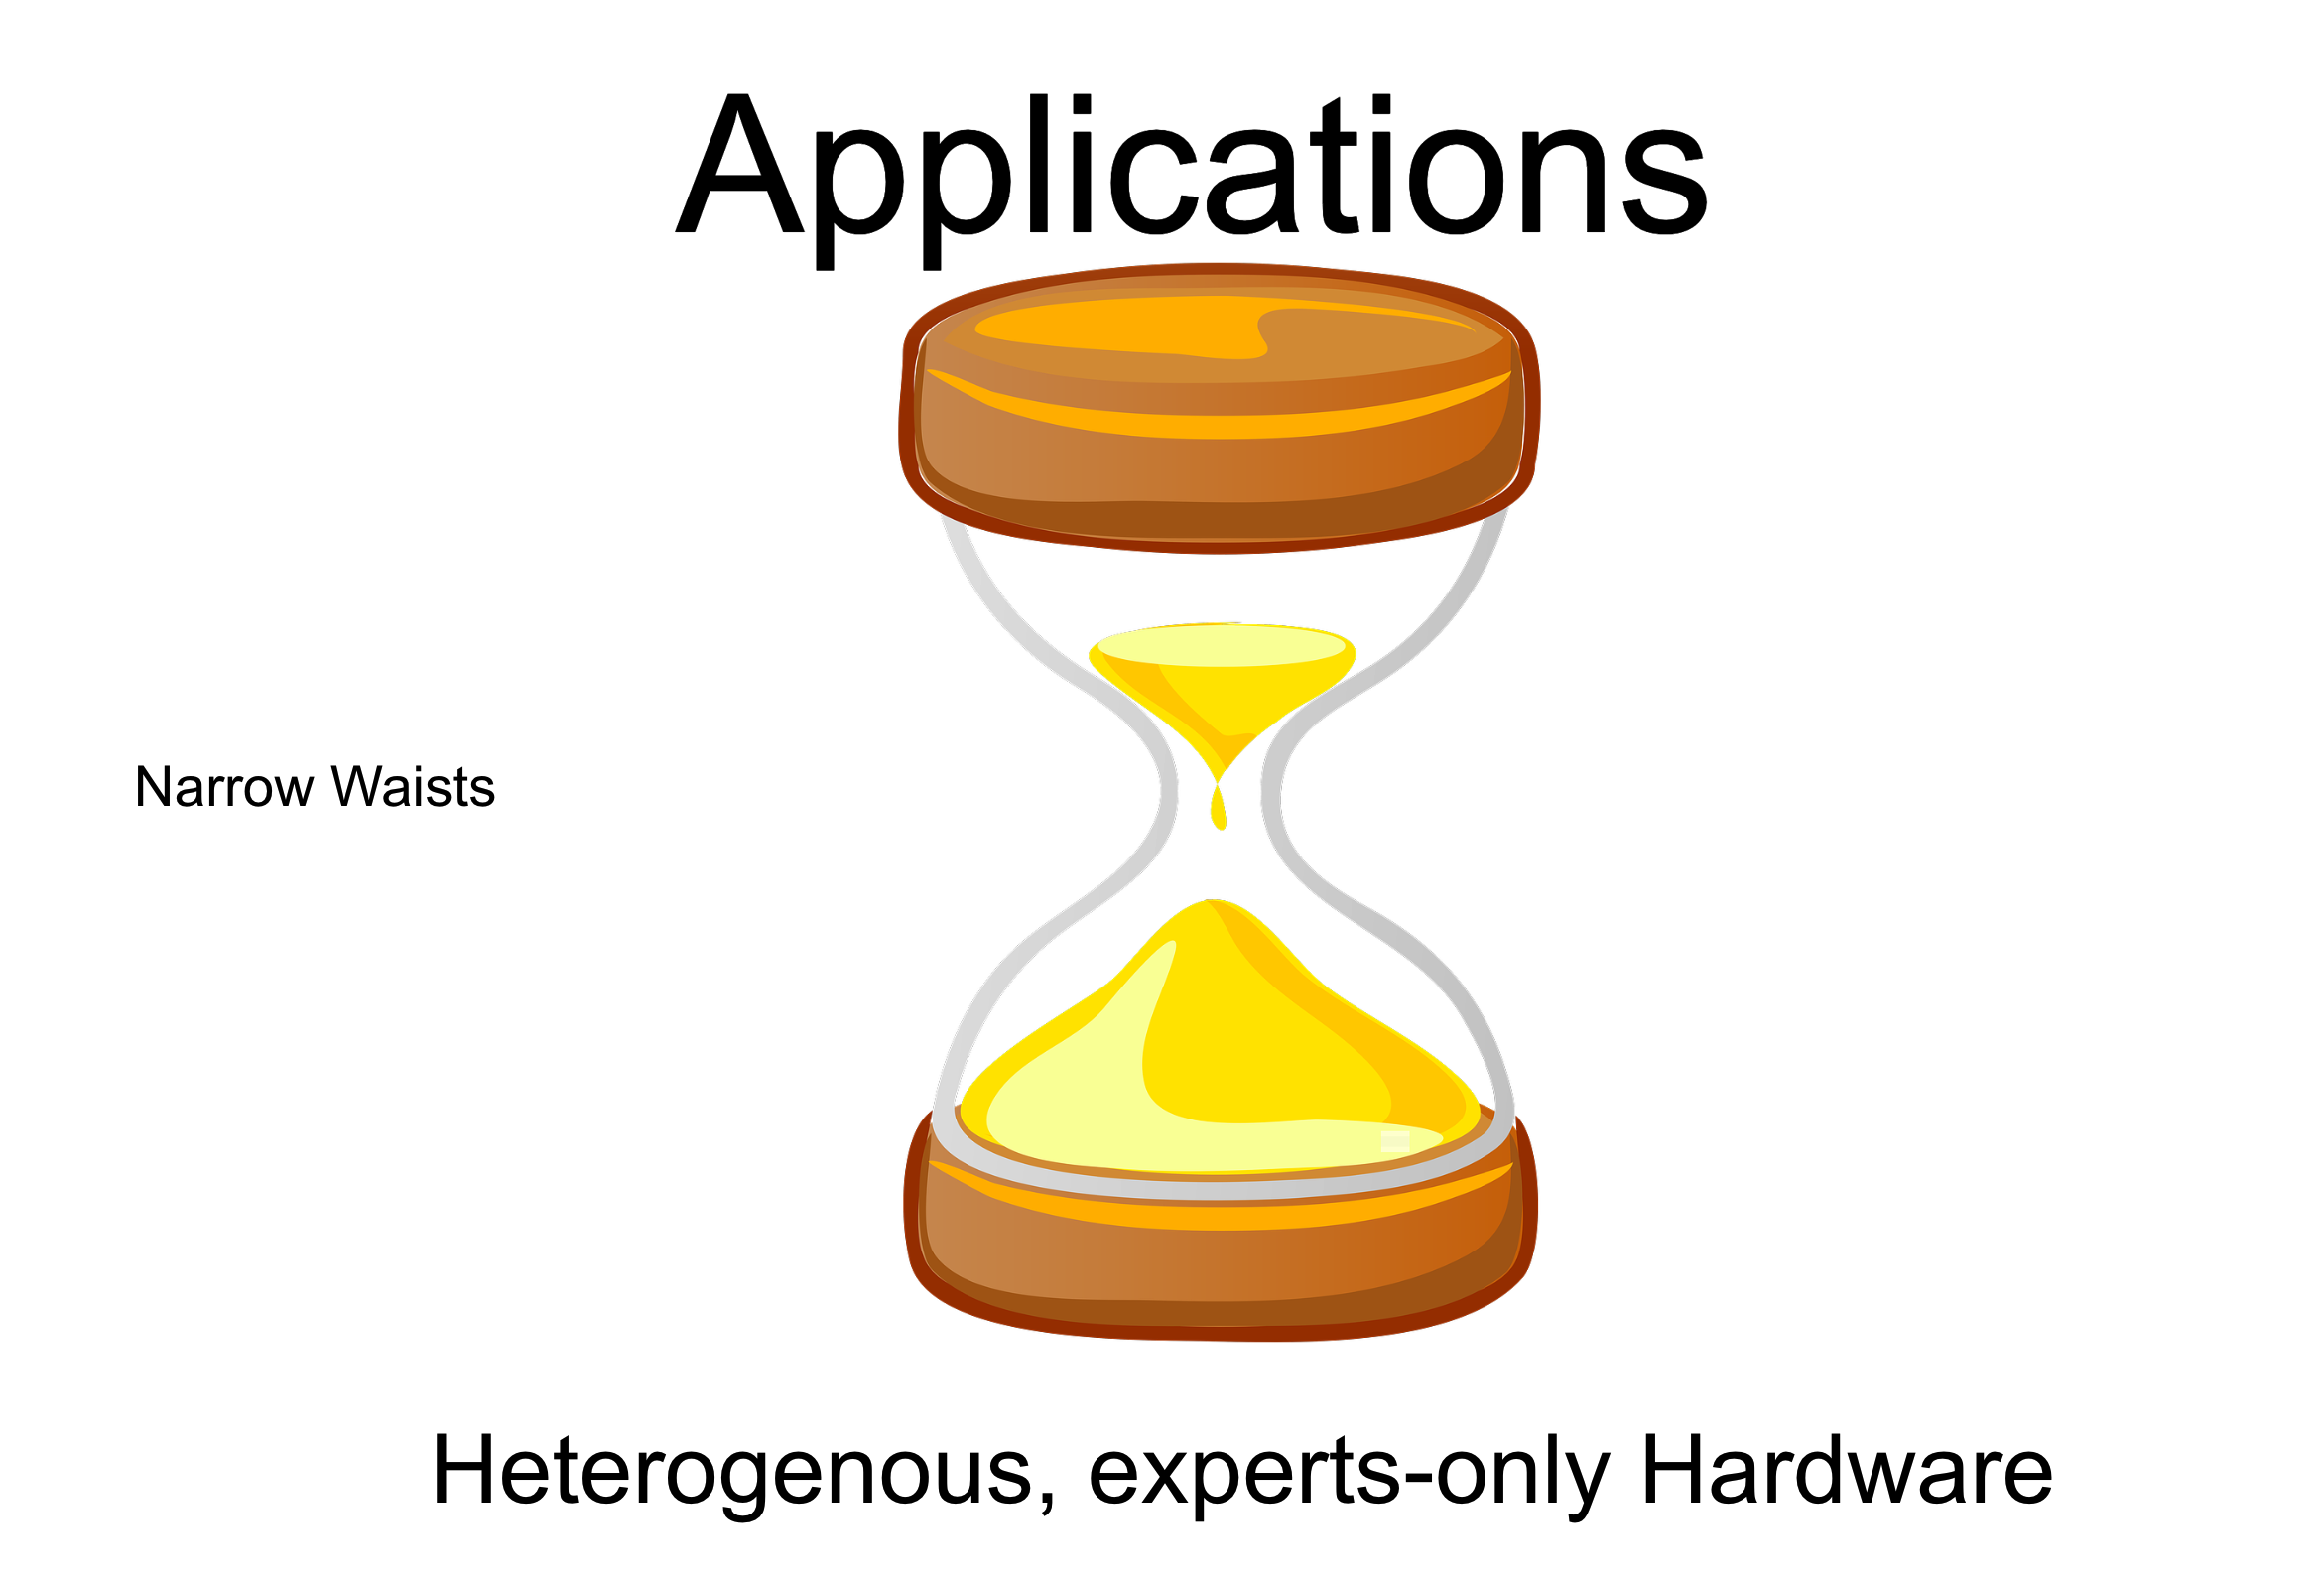 Applications
Narrow Waists
Heterogenous, experts-only Hardware